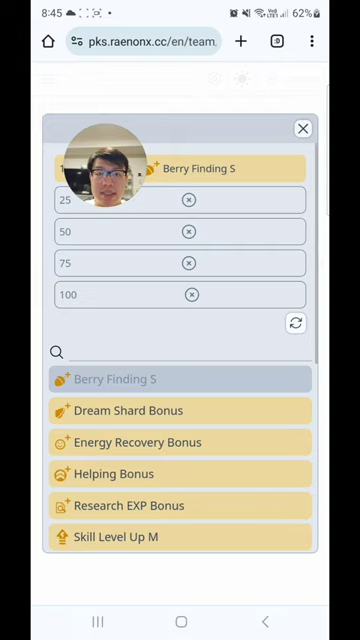 8:45
62%
pks.raenonx.cc/en/team
:D
Berry Finding S
25
50
75
100
Berry Finding S
Dream Shard Bonus
Energy Recovery Bonus
Helping Bonus
Research EXP Bonus
Skill Level Up M